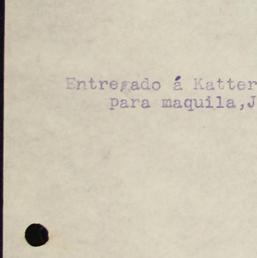 Entregado á Katter
para maquila,J